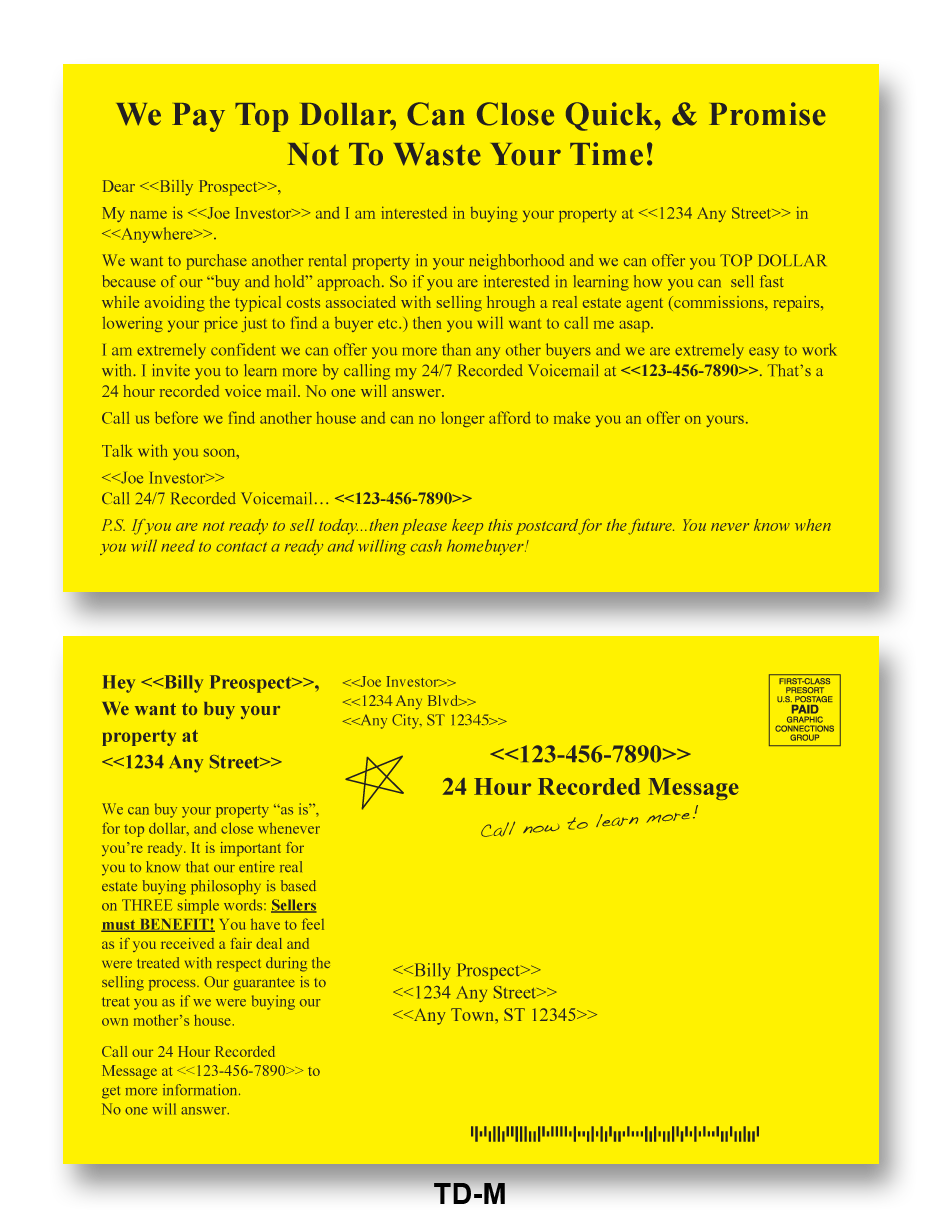 We Pay Top Dollar, Can Close Quick, & Promise
Not To Waste Your Time!
Dear <<Billy Prospect>>,
My name is <<Joe Investor>> and I am interested in buying your property at <<1234 Any Street>> in
<<Anywhere>>.
We want to purchase another rental property in your neighborhood and we can offer you TOP DOLLAR
because of our “buy and hold” approach. So if you are interested in learning how you can  sell fast
while avoiding the typical costs associated with selling hrough a real estate agent (commissions, repairs,
lowering your price just to find a buyer etc.) then you will want to call me asap.
I am extremely confident we can offer you more than any other buyers and we are extremely easy to work
with. I invite you to learn more by calling my 24/7 Recorded Voicemail at <<123-456-7890>>. That’s a
24 hour recorded voice mail. No one will answer.
Call us before we find another house and can no longer afford to make you an offer on yours.
Talk with you soon,
<<Joe Investor>>
Call 24/7 Recorded Voicemail… <<123-456-7890>>
P.S. If you are not ready to sell today...then please keep this postcard for the future. You never know when
you will need to contact a ready and willing cash homebuyer!
Hey <<Billy Preospect>>,
We want to buy your
property at
<<1234 Any Street>>
We can buy your property “as is”,
for top dollar, and close whenever
you’re ready. It is important for
you to know that our entire real
estate buying philosophy is based
on THREE simple words: Sellers
must BENEFIT! You have to feel
as if you received a fair deal and
were treated with respect during the
selling process. Our guarantee is to
treat you as if we were buying our
own mother’s house.
Call our 24 Hour Recorded
Message at <<123-456-7890>> to
get more information.
No one will answer.
<<Joe Investor>>
<<1234 Any Blvd>>
<<Any City, ST 12345>>
FIRST-CLASS
PRESORT
U.S. POSTAGE
PAID
GRAPHIC
CONNECTIONS
GROUP
<<123-456-7890>>
24 Hour Recorded Message
Call now to learn more!
<<Billy Prospect>>
<<1234 Any Street>>
<<Any Town, ST 12345>>
TD-M